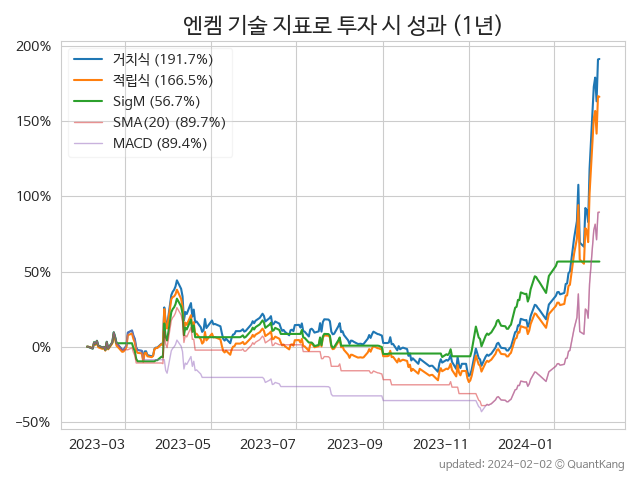 엔켐 기술 지표로 투자 시 성과 (1년)
200%
150%
100%
50%
0%
−50%
거치식 (191.7%)
적립식 (166.5%)
SigM (56.7%)
SMA(20) (89.7%)
MACD (89.4%)
2023-03 2023-05 2023-07 2023-09 2023-11 2024-01
updated: 2024-02-02 © QuantKang